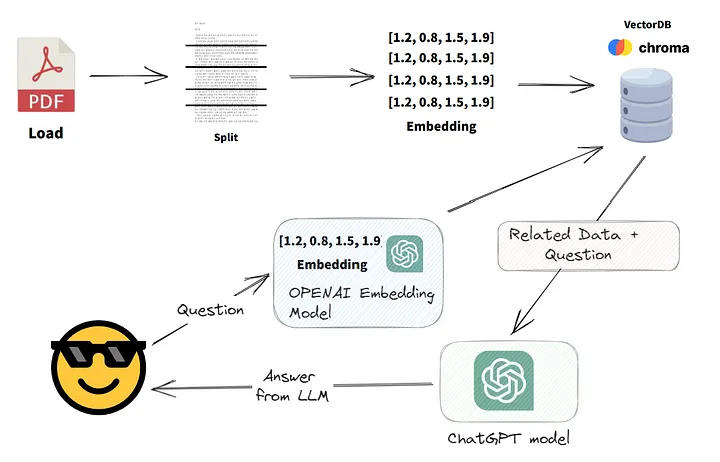 VectorDB
chroma
[1.2, 0.8, 1.5, 1.9]
[1.2, 0.8, 1.5, 1.9]
[1.2, 0.8, 1.5, 1.9]
[1.2, 0.8, 1.5, 1.9]
PDF
Load
Split
Embedding
[1.2, 0.8, 1.5, 1.9
Embedding
OPENAI Embedding
Model
Related Data +
Question
Question
Answer
from LLM
ChatGPT model